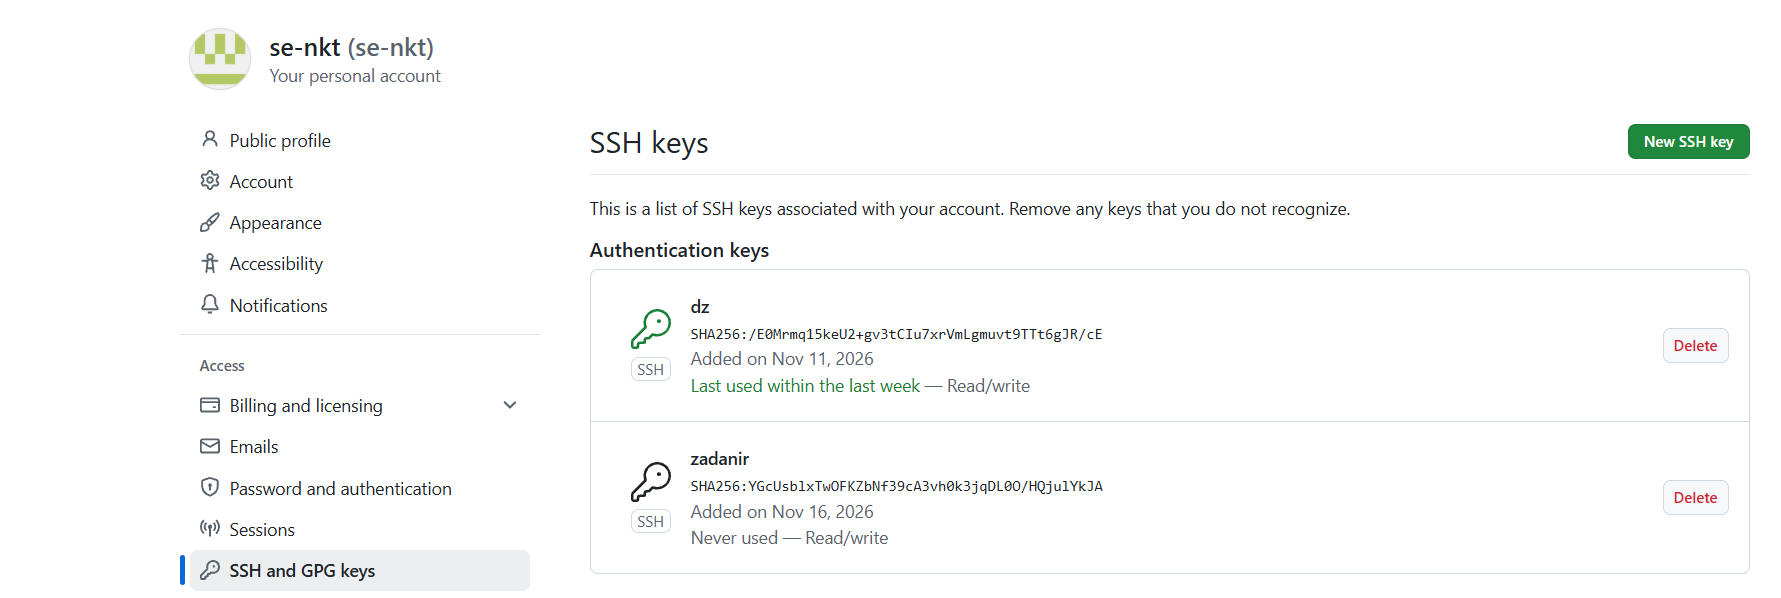 se-nkt (se-nkt)
Your personal account
Public profile
Account
Appearance
Accessibility
Notifications
Access
Billing and licensing
Emails
Password and authentication
Sessions
SSH and GPG keys
SSH keys
New SSH key
This is a list of SSH keys associated with your account. Remove any keys that you do not recognize.
Authentication keys
dz
SHA256:/E0Mrmq15keU2+gv3tCIu7xrVmLgmuvt9TTt6gJR/cE
Added on Nov 11, 2026
Last used within the last week — Read/write
SSH
Delete
zadanir
SHA256:YGcUsblxTwOFKZbNf39cA3vh0k3jqDL0O/HQjulYkJA
Added on Nov 16, 2026
Never used — Read/write
SSH
Delete